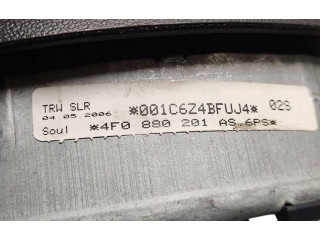 TRW SLR *001C6Z4BFUJ4* 02S
04 05 2006
Soul *4F0 880 201 AS 6PS*